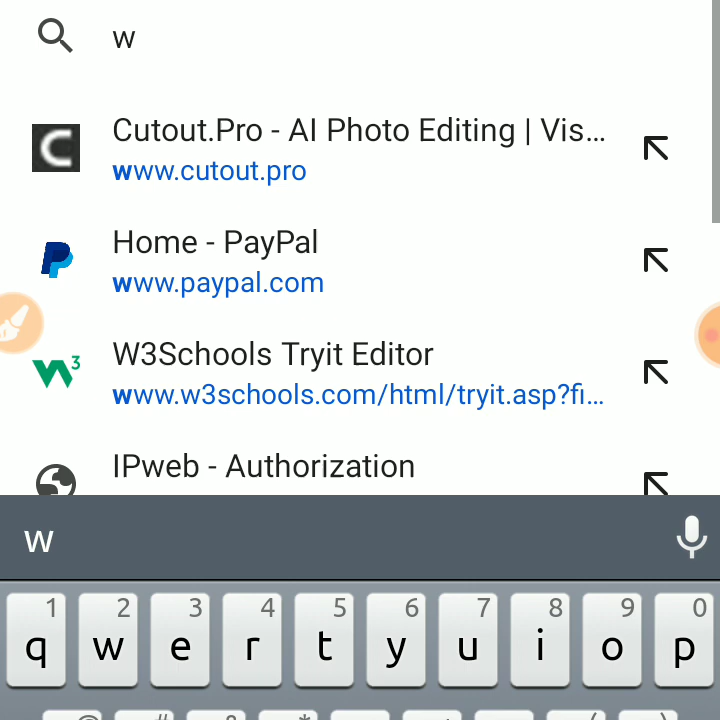 w
Cutout.Pro - AI Photo Editing | Vis...
www.cutout.pro
Home - PayPal
www.paypal.com
W3Schools Tryit Editor
www.w3schools.com/html/tryit.asp?fi...
IPweb - Authorization
w
1 2 3 4 5 6 7 8 9 0
q w e r t y u i o p